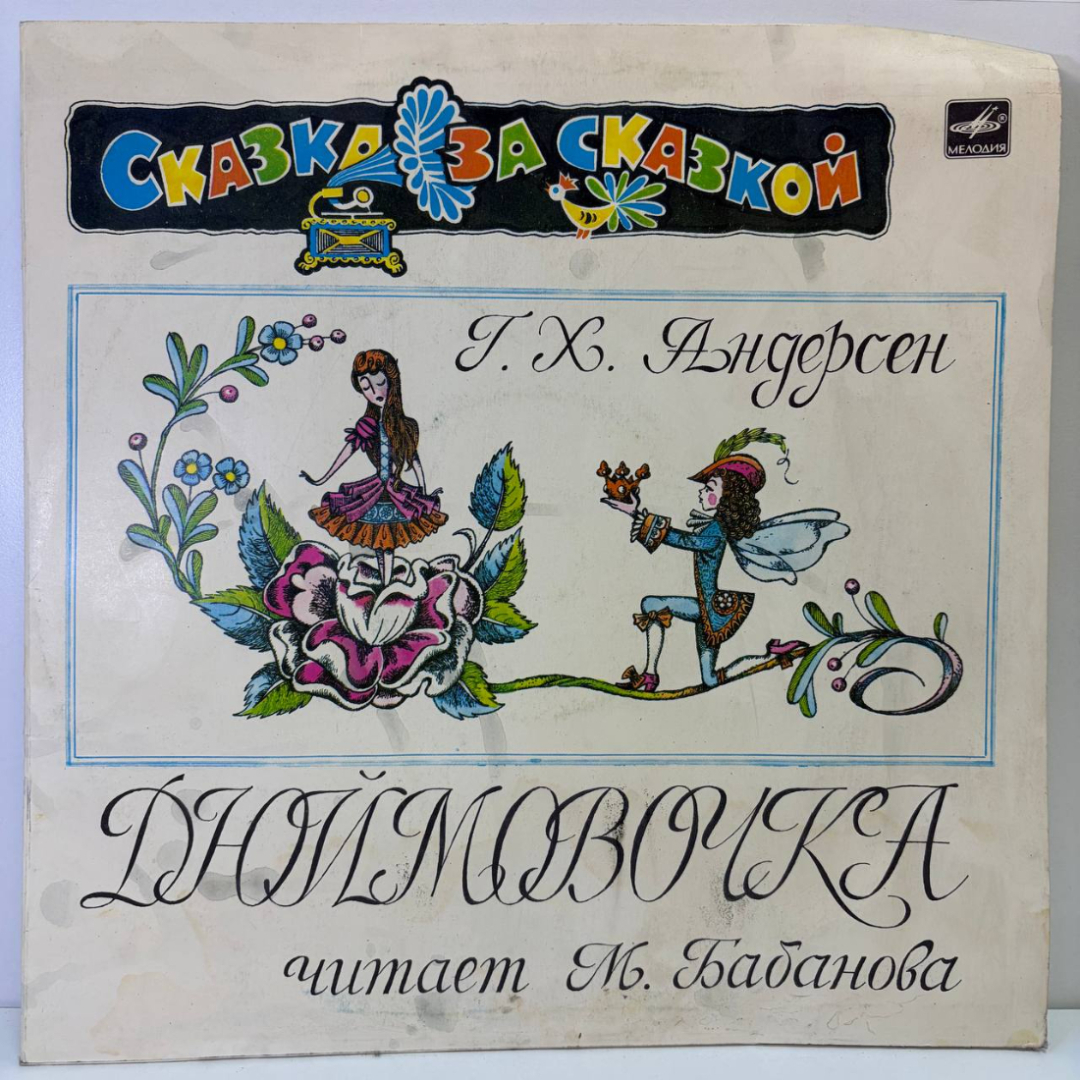 СКАЗКА ЗА СКАЗКОЙ
МЕЛОДИЯ
Г. Х. Андерсен
ДЮЙМОВОЧКА
читает М. Бабанова